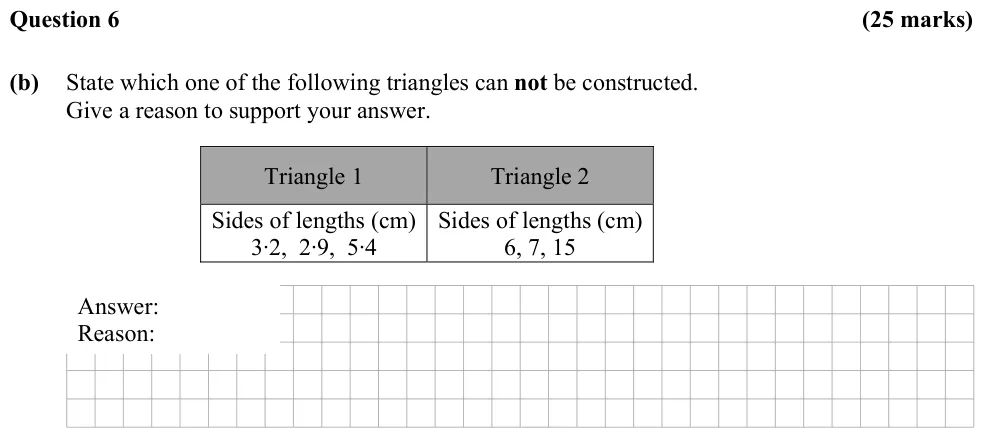 Question 6 (25 marks)
(b) State which one of the following triangles can not be constructed.
Give a reason to support your answer.
Triangle 1 Triangle 2
Sides of lengths (cm) Sides of lengths (cm)
3·2, 2·9, 5·4 6, 7, 15
Answer:
Reason: